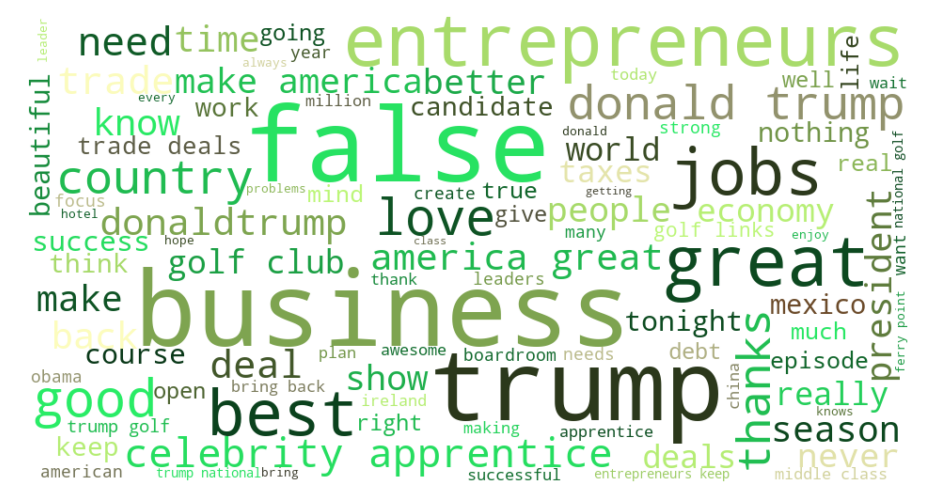 leader
need
time
going
year
always
entrepreneurs
trade
make america
better
today
well
life
wait
every
work
million
candidate
donald trump
beautiful
know
false
donald
strong
nothing
trade deals
world
jobs
real
want national golf
country
problems
mind
create
true
taxes
focus
getting
hotel
donaldtrump
love
give
people
economy
president
success
hope
class
many
golf links
enjoy
think
golf club
america great
great
thank
leaders
ferry point
make
business
tonight
mexico
back
much
course
deal
plan
awesome
boardroom
needs
debt
thanks
episode
obama
open
bring back
show
trump
china
really
good
best
ireland
right
knows
trump golf
making
apprentice
season
keep
celebrity apprentice
deals
never
american
trump national
bring
successful
entrepreneurs keep
middle class